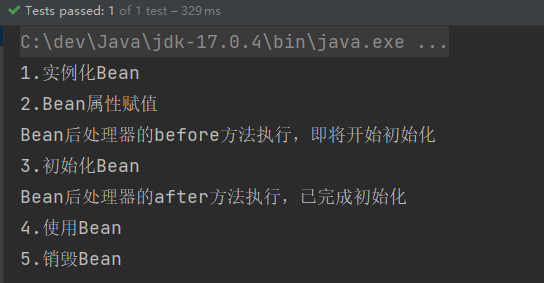 Tests passed: 1 of 1 test – 329 ms
C:\dev\Java\jdk-17.0.4\bin\java.exe ...
1.实例化Bean
2.Bean属性赋值
Bean后处理器的before方法执行，即将开始初始化
3.初始化Bean
Bean后处理器的after方法执行，已完成初始化
4.使用Bean
5.销毁Bean